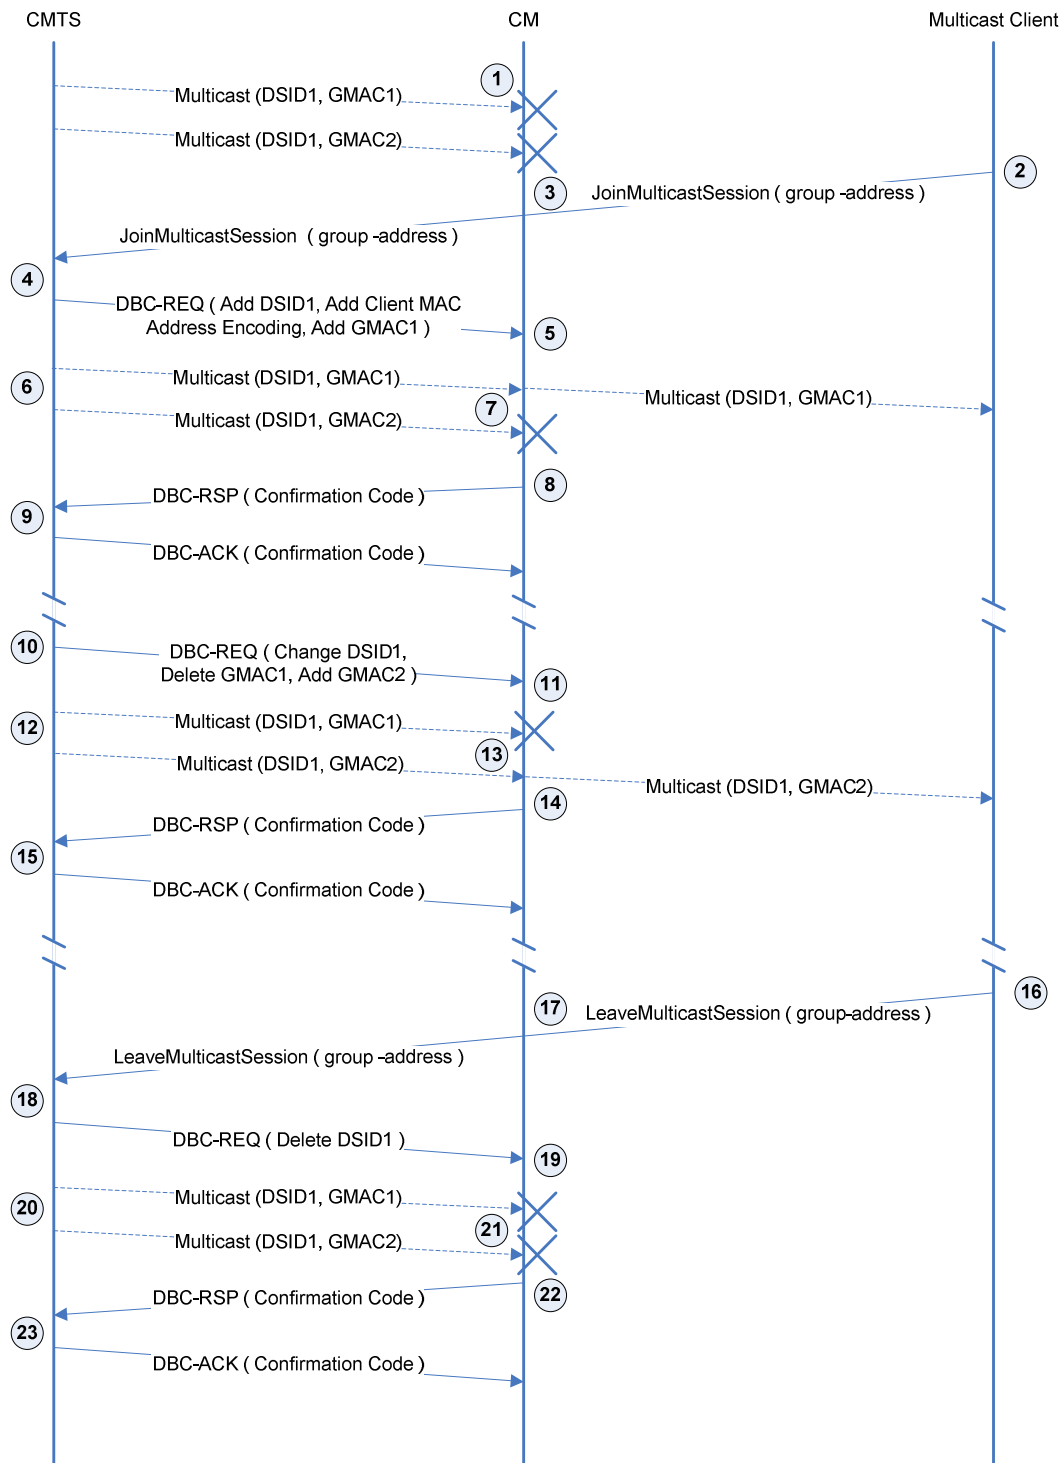 CMTS
CM
Multicast Client
1
Multicast (DSID1, GMAC1)
Multicast (DSID1, GMAC2)
2
3
JoinMulticastSession ( group -address )
JoinMulticastSession ( group -address )
4
DBC-REQ ( Add DSID1, Add Client MAC
Address Encoding, Add GMAC1 )
5
6
Multicast (DSID1, GMAC1)
Multicast (DSID1, GMAC1)
7
Multicast (DSID1, GMAC2)
8
DBC-RSP ( Confirmation Code )
9
DBC-ACK ( Confirmation Code )
10
DBC-REQ ( Change DSID1,
Delete GMAC1, Add GMAC2 )
11
12
Multicast (DSID1, GMAC1)
13
Multicast (DSID1, GMAC2)
Multicast (DSID1, GMAC2)
14
DBC-RSP ( Confirmation Code )
15
DBC-ACK ( Confirmation Code )
16
17
LeaveMulticastSession ( group-address )
LeaveMulticastSession ( group -address )
18
DBC-REQ ( Delete DSID1 )
19
20
Multicast (DSID1, GMAC1)
21
Multicast (DSID1, GMAC2)
22
DBC-RSP ( Confirmation Code )
23
DBC-ACK ( Confirmation Code )